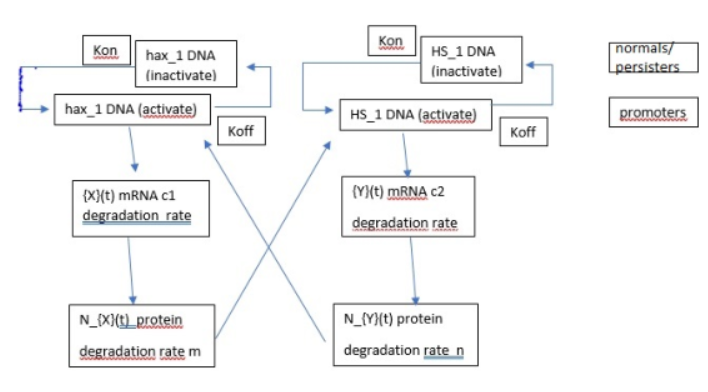 Kon
hax_1 DNA
(inactivate)
hax_1 DNA (activate)
Koff
{X}(t) mRNA c1
degradation rate
N_{X}(t) protein
degradation rate m
Kon
HS_1 DNA
(inactivate)
HS_1 DNA (activate)
Koff
{Y}(t) mRNA c2
degradation rate
N_{Y}(t) protein
degradation rate n
normals/
persisters
promoters